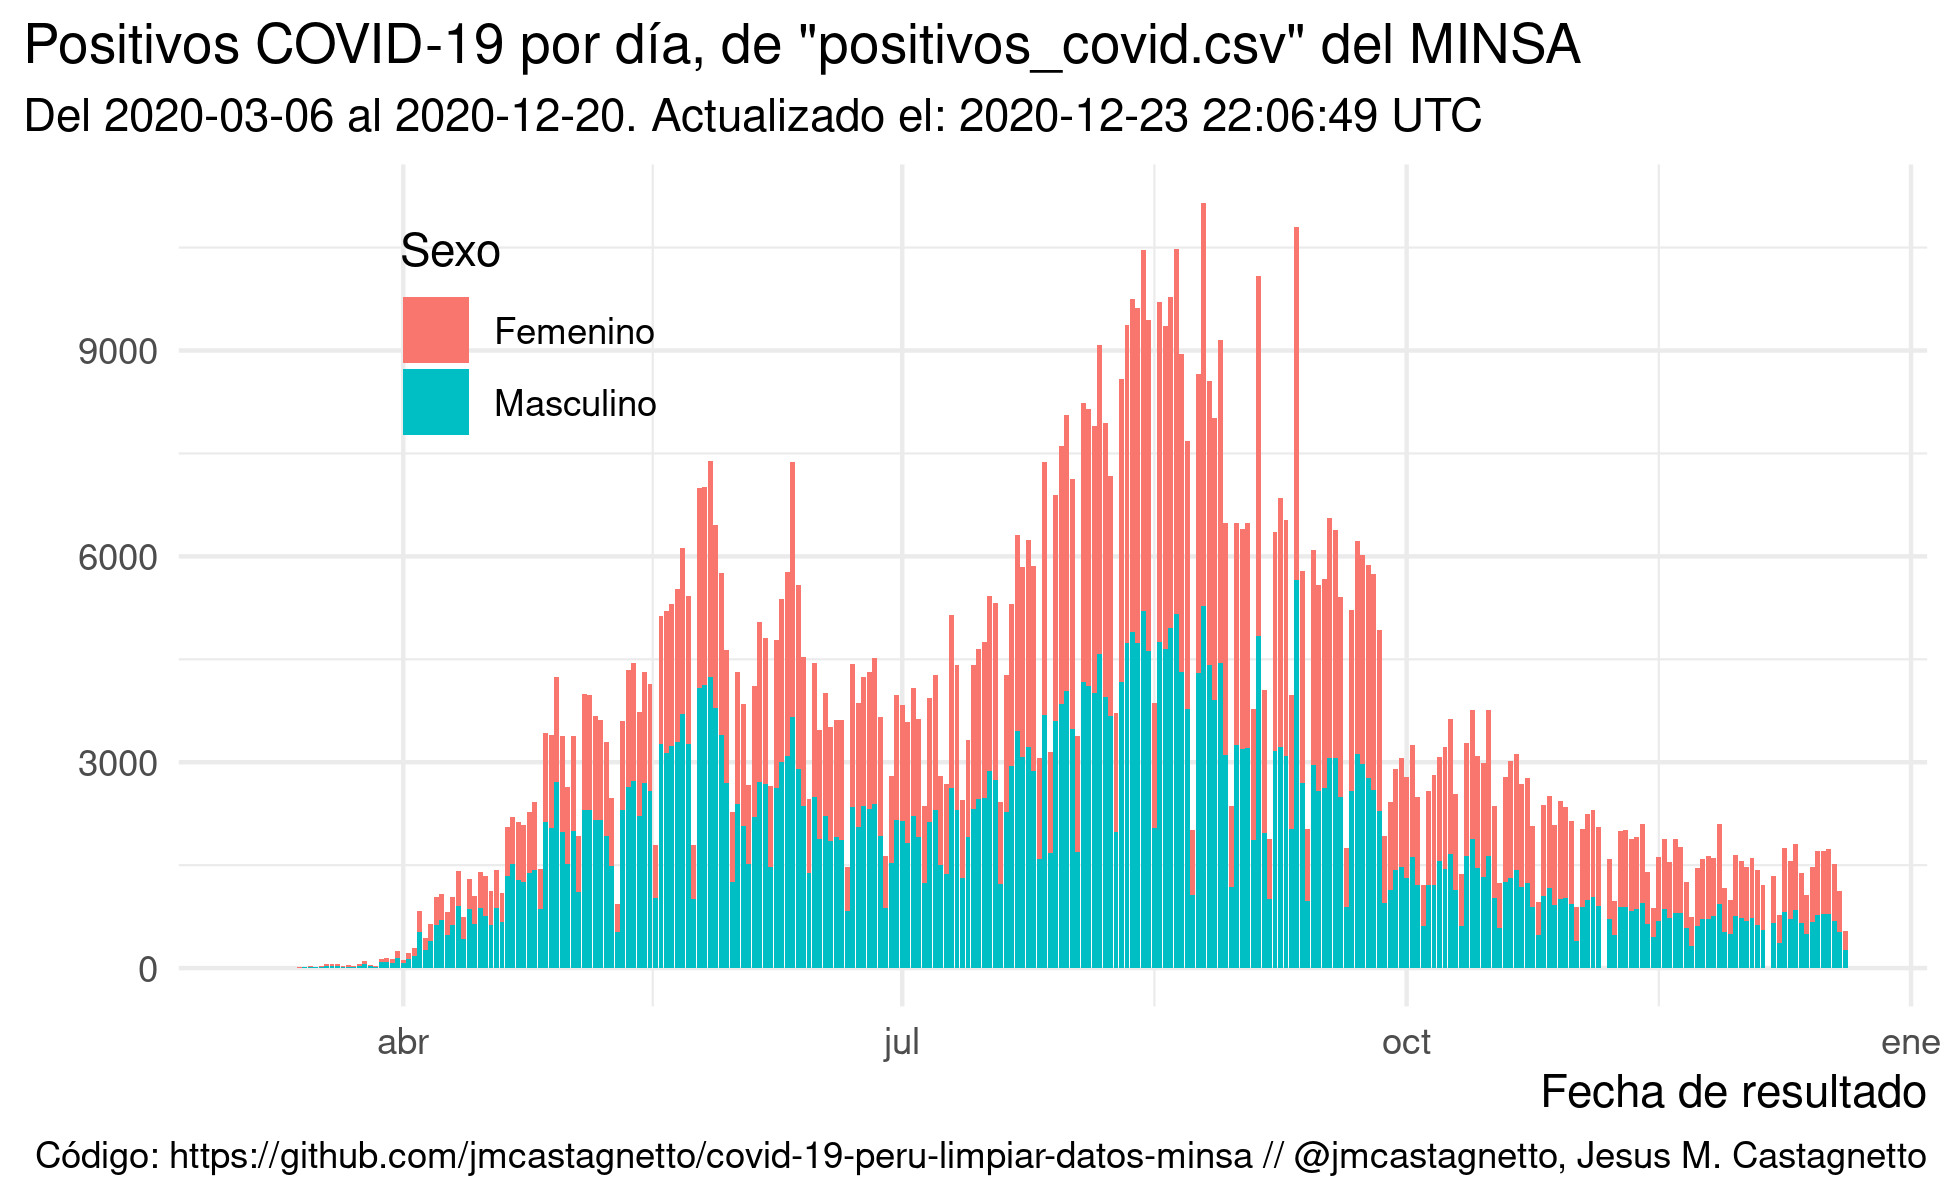 Positivos COVID-19 por día, de "positivos_covid.csv" del MINSA
Del 2020-03-06 al 2020-12-20. Actualizado el: 2020-12-23 22:06:49 UTC
Sexo
Femenino
Masculino
9000
6000
3000
0
abr jul oct ene
Fecha de resultado
Código: https://github.com/jmcastagnetto/covid-19-peru-limpiar-datos-minsa // @jmcastagnetto, Jesus M. Castagnetto